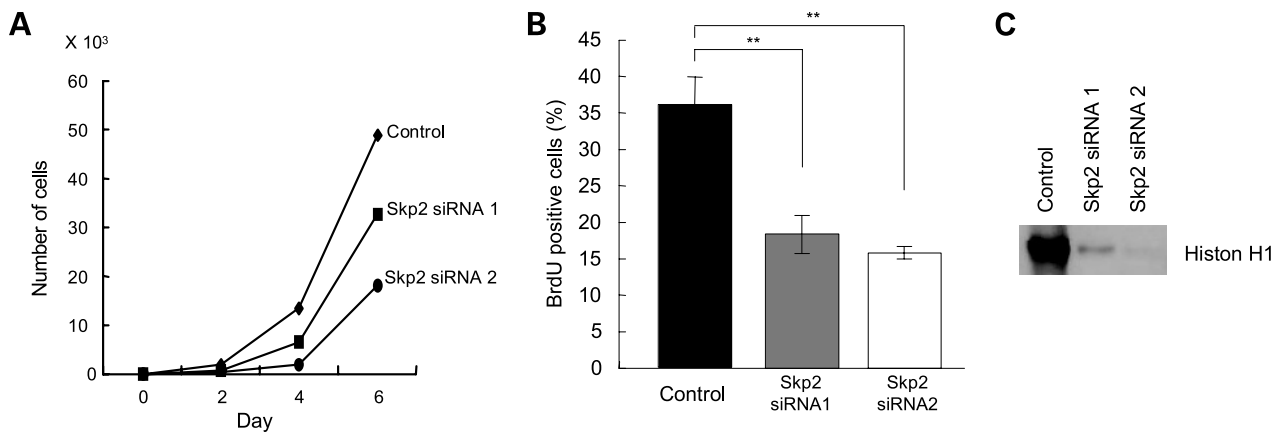 A
X 10³
60
50
40
30
20
10
0
Number of cells
0 2 4 6
Day
Control
Skp2 siRNA 1
Skp2 siRNA 2
B
**
**
45
40
35
30
25
20
15
10
5
0
BrdU positive cells (%)
Control
Skp2
siRNA1
Skp2
siRNA2
C
Control
Skp2 siRNA 1
Skp2 siRNA 2
Histon H1